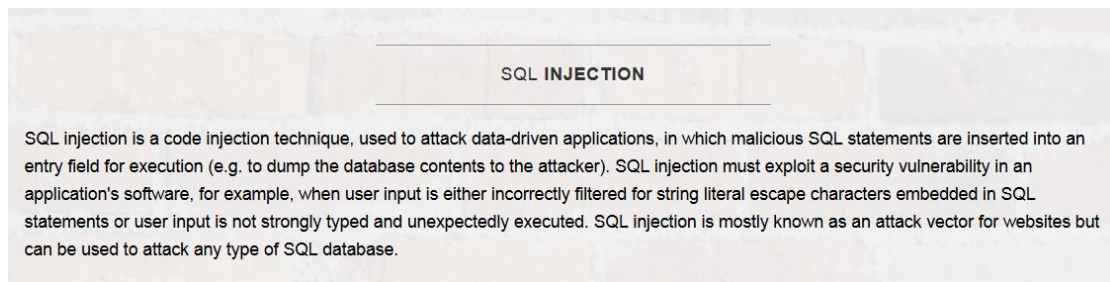 SQL INJECTION
SQL injection is a code injection technique, used to attack data-driven applications, in which malicious SQL statements are inserted into an
entry field for execution (e.g. to dump the database contents to the attacker). SQL injection must exploit a security vulnerability in an
application's software, for example, when user input is either incorrectly filtered for string literal escape characters embedded in SQL
statements or user input is not strongly typed and unexpectedly executed. SQL injection is mostly known as an attack vector for websites but
can be used to attack any type of SQL database.